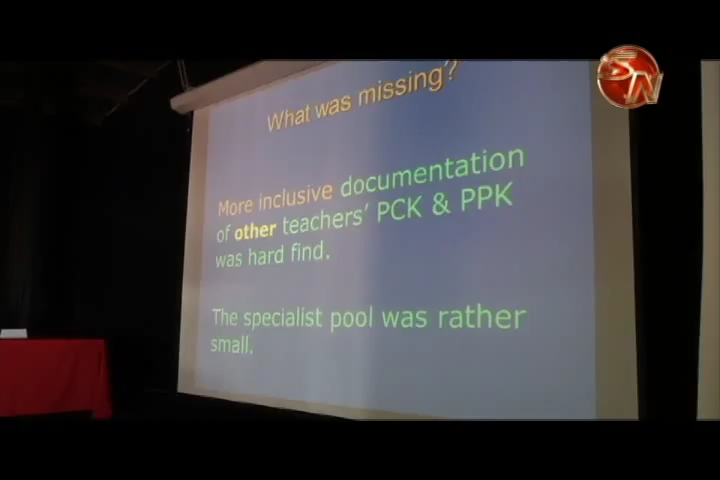 SN
What was missing?
More inclusive documentation
of other teachers' PCK & PPK
was hard find.
The specialist pool was rather
small.